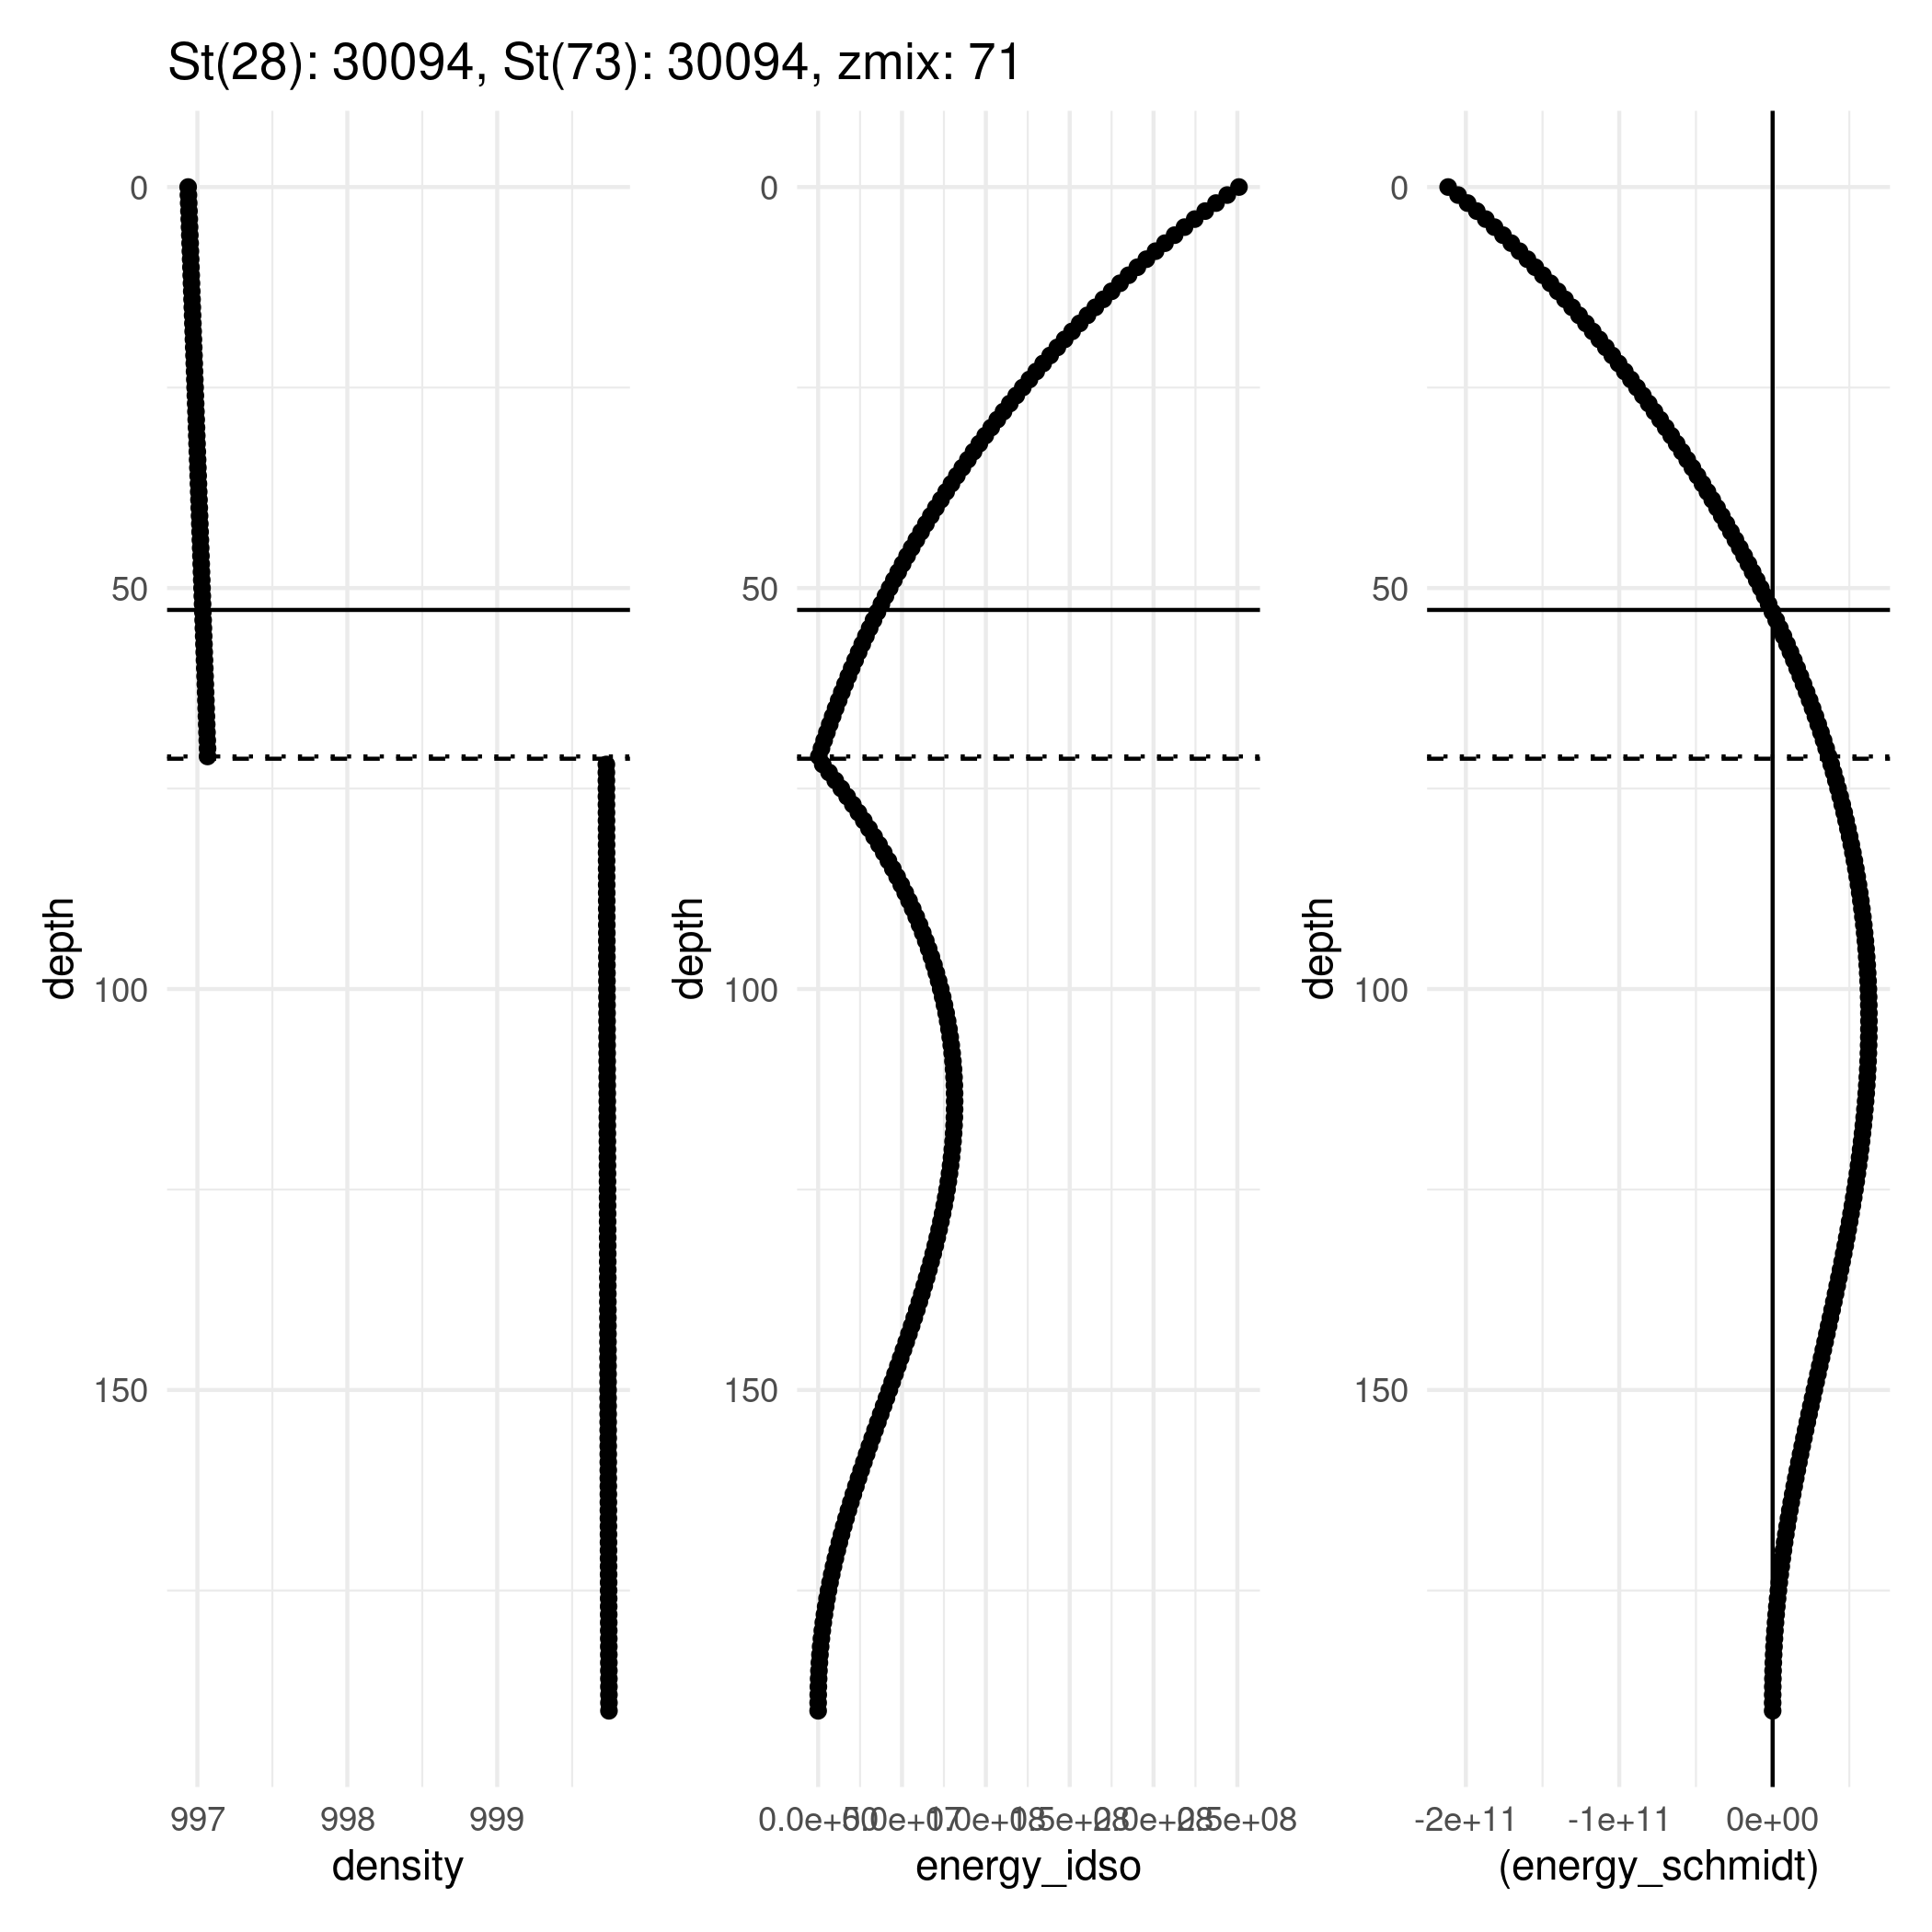 St(28): 30094, St(73): 30094, zmix: 71
0
50
100
150
depth
997 998 999
density
0
50
100
150
depth
0.0e+00 5.0e+07 1.0e+08 1.5e+08 2.0e+08 2.5e+08
energy_idso
0
50
100
150
depth
-2e+11 -1e+11 0e+00
(energy_schmidt)